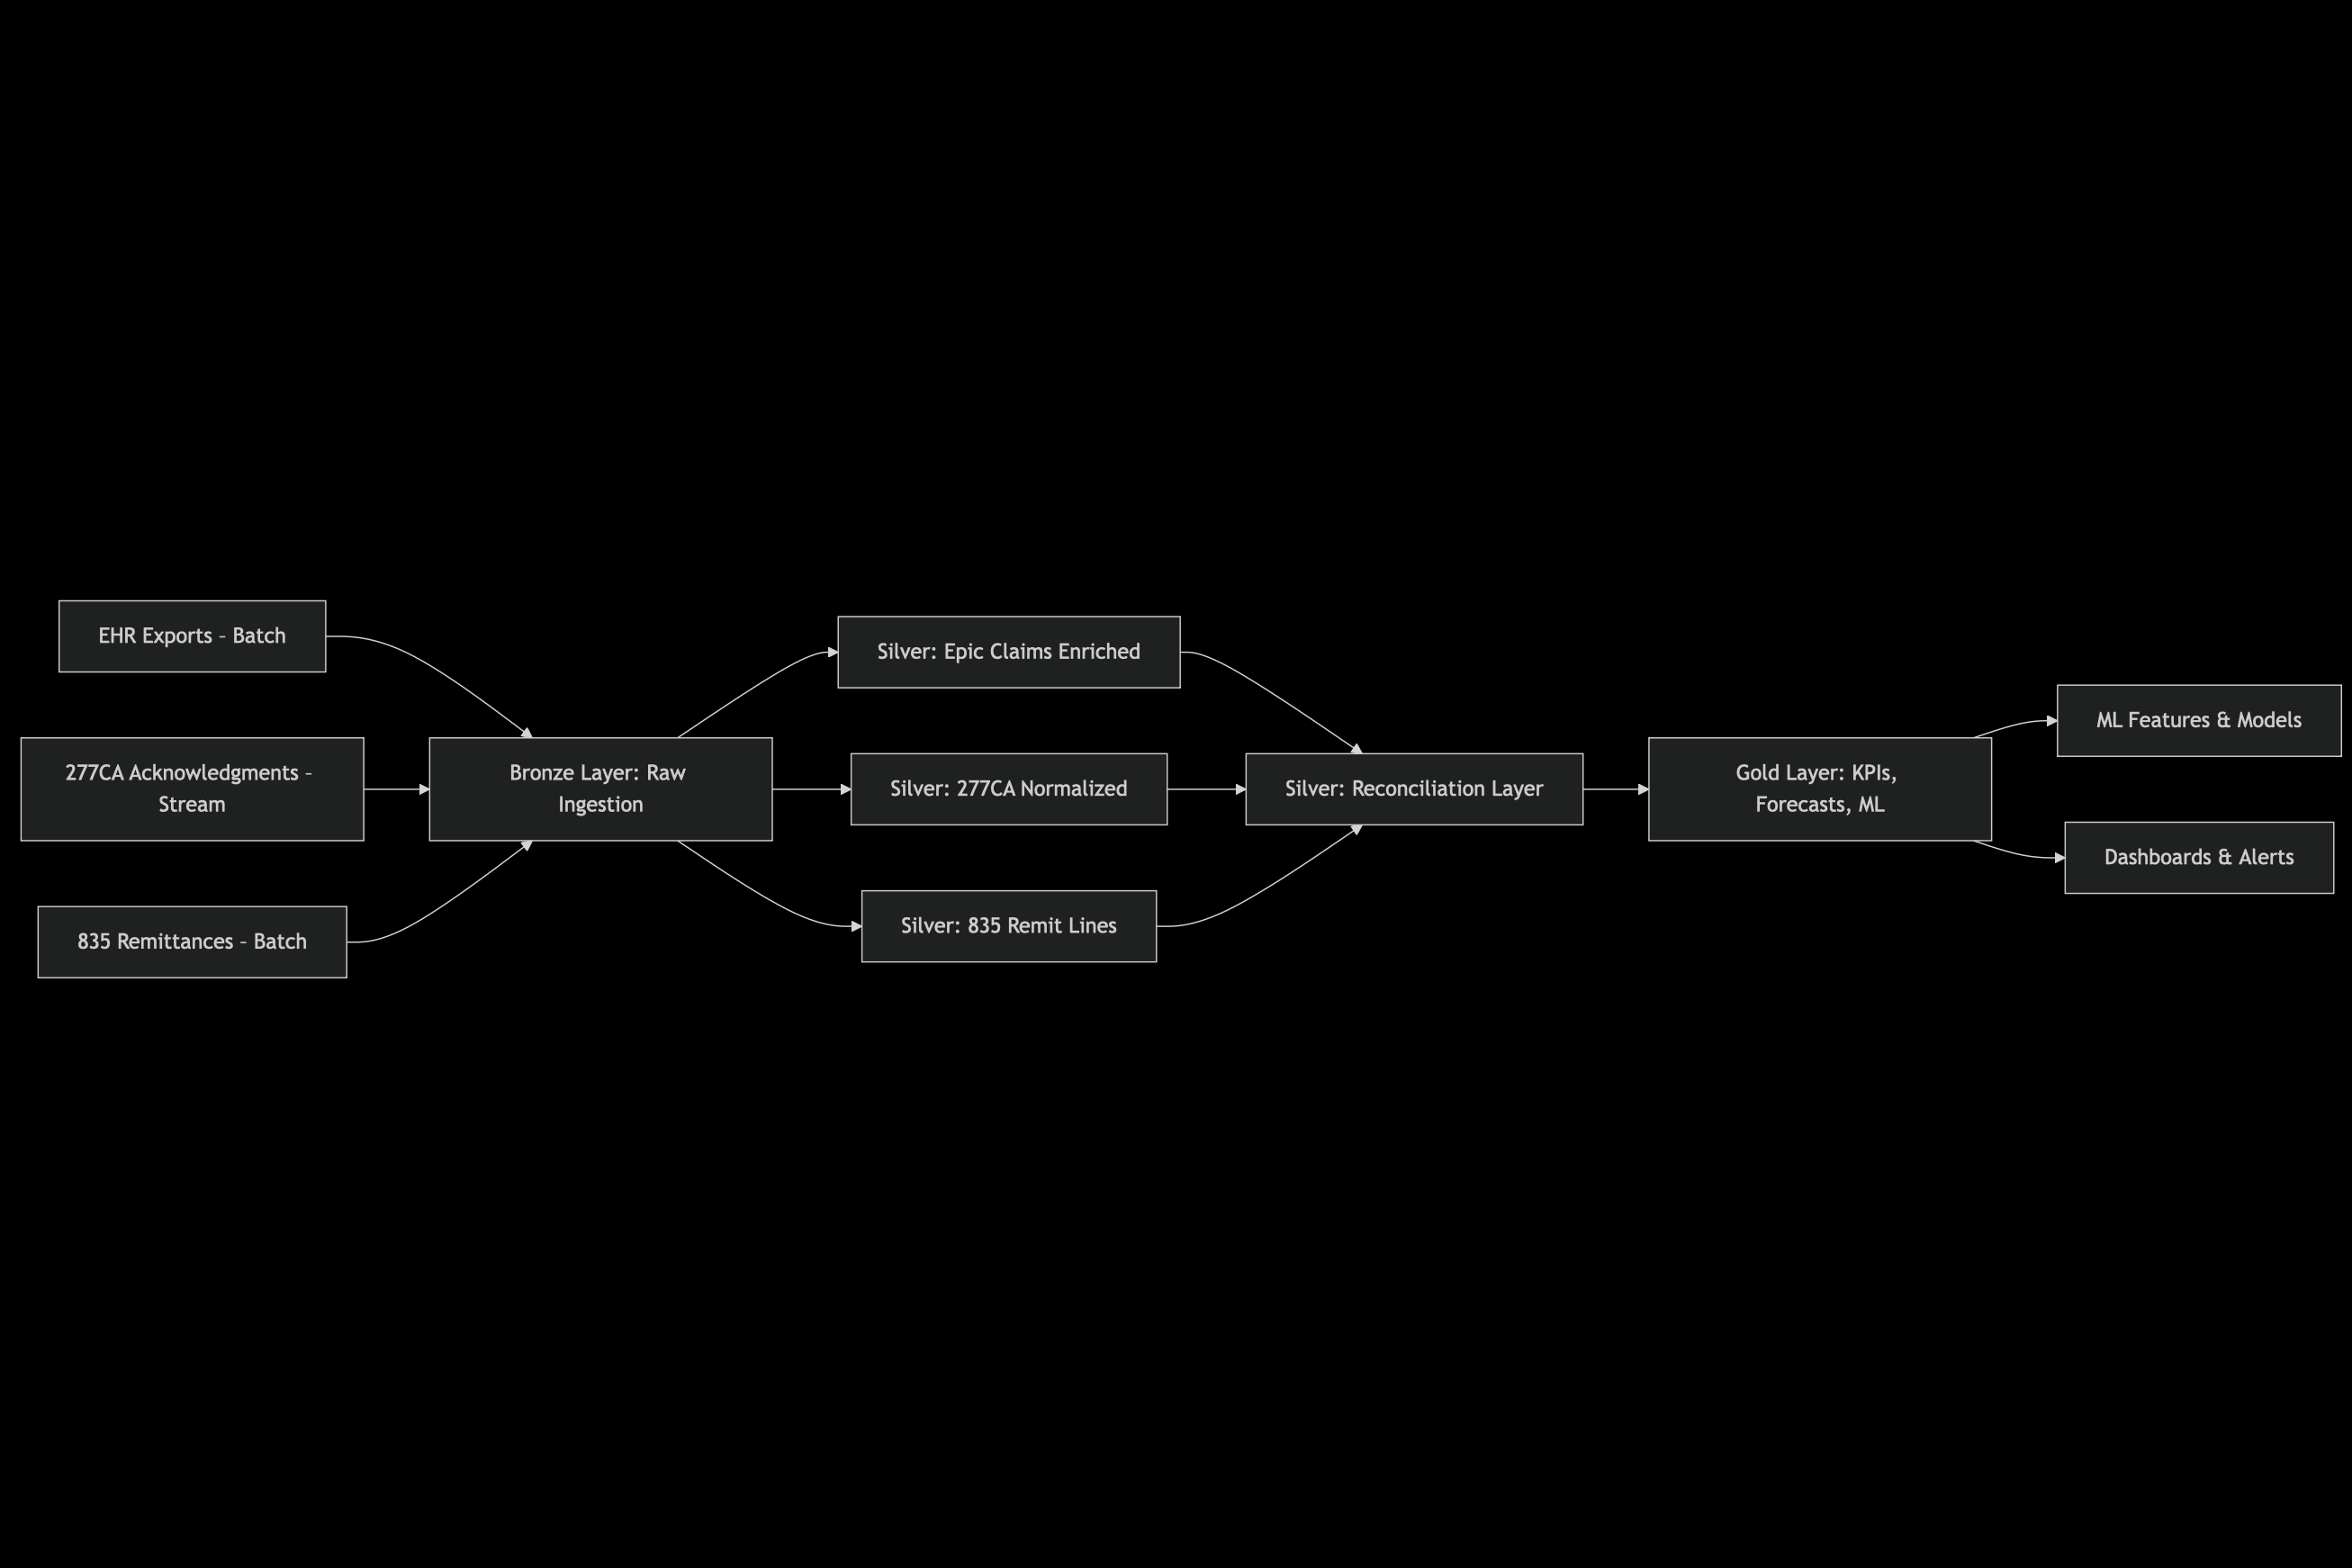 EHR Exports – Batch
277CA Acknowledgments –
Stream
835 Remittances – Batch
Bronze Layer: Raw
Ingestion
Silver: Epic Claims Enriched
Silver: 277CA Normalized
Silver: 835 Remit Lines
Silver: Reconciliation Layer
Gold Layer: KPIs,
Forecasts, ML
ML Features & Models
Dashboards & Alerts